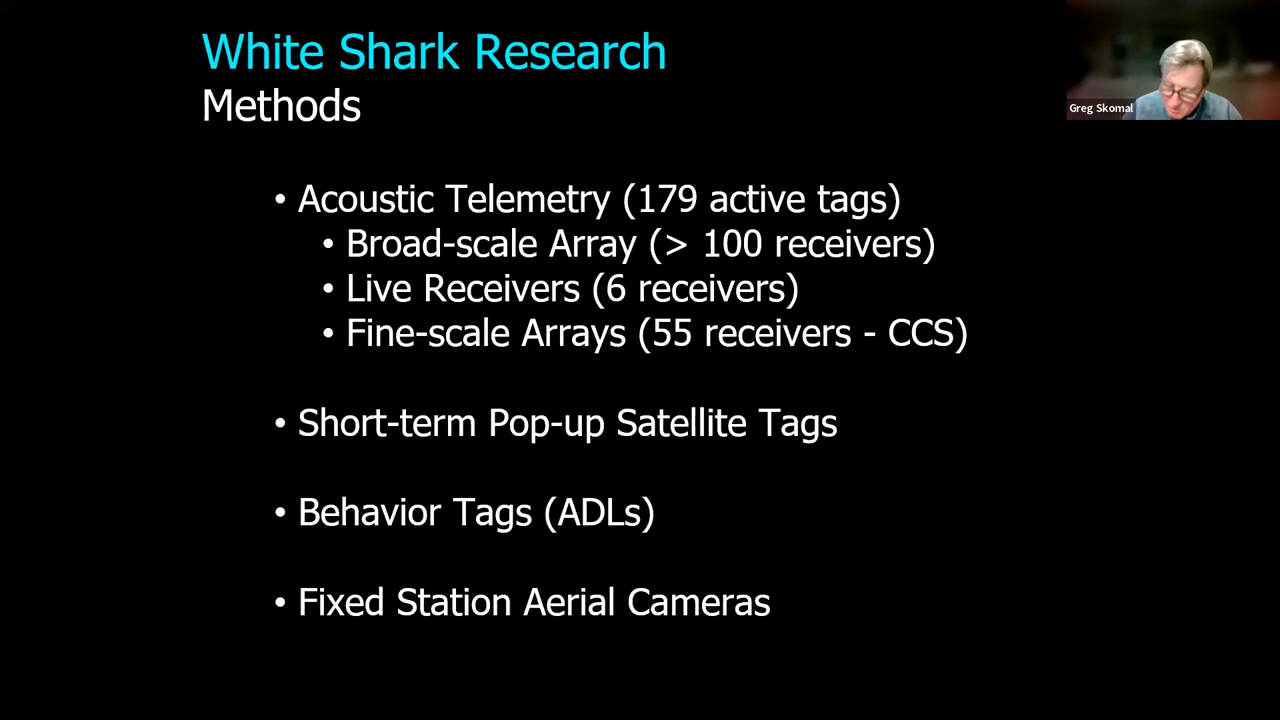 White Shark Research
Methods
Greg Skomal
• Acoustic Telemetry (179 active tags)
• Broad-scale Array (> 100 receivers)
• Live Receivers (6 receivers)
• Fine-scale Arrays (55 receivers - CCS)
• Short-term Pop-up Satellite Tags
• Behavior Tags (ADLs)
• Fixed Station Aerial Cameras